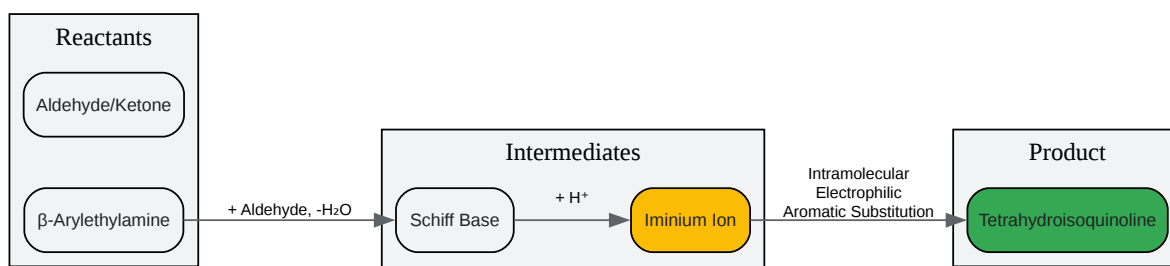 Reactants
Aldehyde/Ketone
β-Arylethylamine
+ Aldehyde, -H₂O
Intermediates
Schiff Base
+ H⁺
Iminium Ion
Intramolecular
Electrophilic
Aromatic Substitution
Product
Tetrahydroisoquinoline